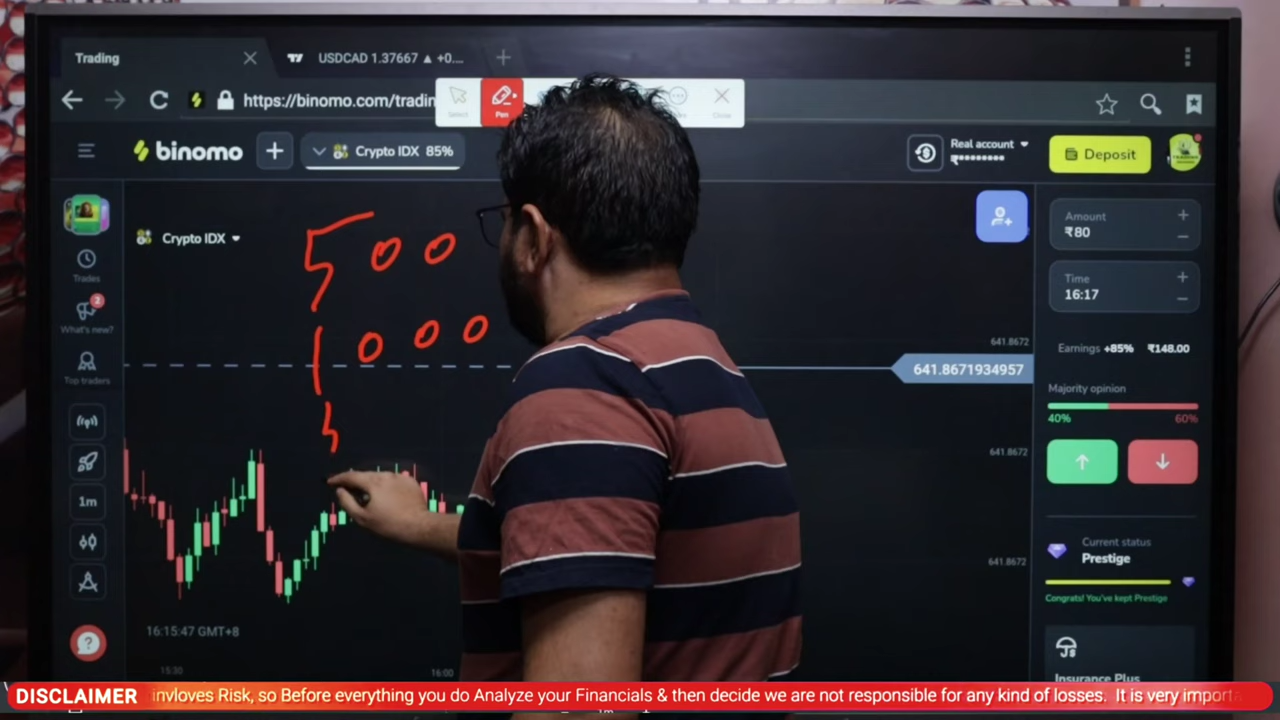 Trading
USDCAD 1.37667 ▲ +0....
https://binomo.com/tradin
Select
Pen
Close
binomo
Crypto IDX 85%
Real account
₹*********
Deposit
Crypto IDX
500
1000
Trades
2
What's new?
Top traders
1m
?
16:15:47 GMT+8
15:30
16:00
641.8672
641.8671934957
641.8672
641.8672
Amount
₹80
Time
16:17
Earnings +85% ₹148.00
Majority opinion
40% 60%
Current status
Prestige
Congrats! You've kept Prestige
Insurance Plus
DISCLAIMER invloves Risk, so Before everything you do Analyze your Financials & then decide we are not responsible for any kind of losses. It is very importa